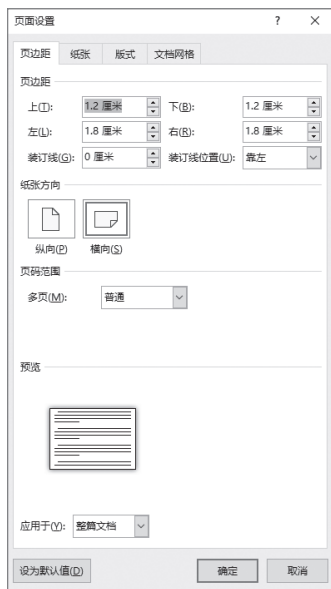 页面设置 ? ×
页边距 纸张 版式 文档网格
页边距
上(T): 1.2 厘米 下(B): 1.2 厘米
左(L): 1.8 厘米 右(R): 1.8 厘米
装订线(G): 0 厘米 装订线位置(U): 靠左
纸张方向
纵向(P) 横向(S)
页码范围
多页(M): 普通
预览
应用于(Y): 整篇文档
设为默认值(D) 确定 取消